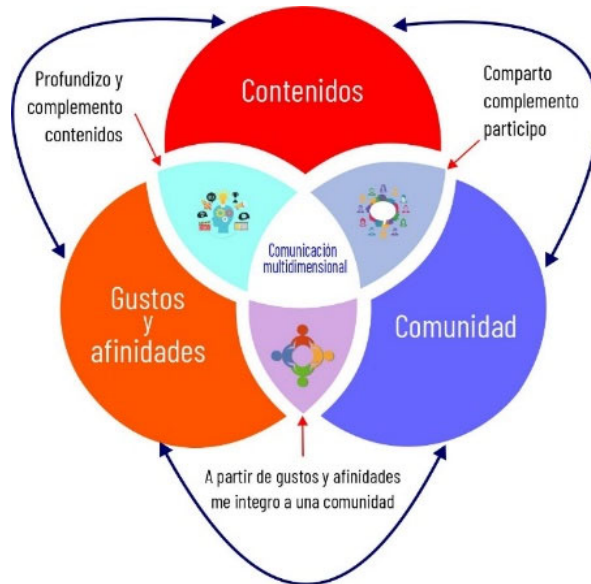 Contenidos
Profundizo y
complemento
contenidos
Comparto
complemento
participo
Comunicación
multidimensional
Gustos
y
afinidades
Comunidad
A partir de gustos y afinidades
me integro a una comunidad